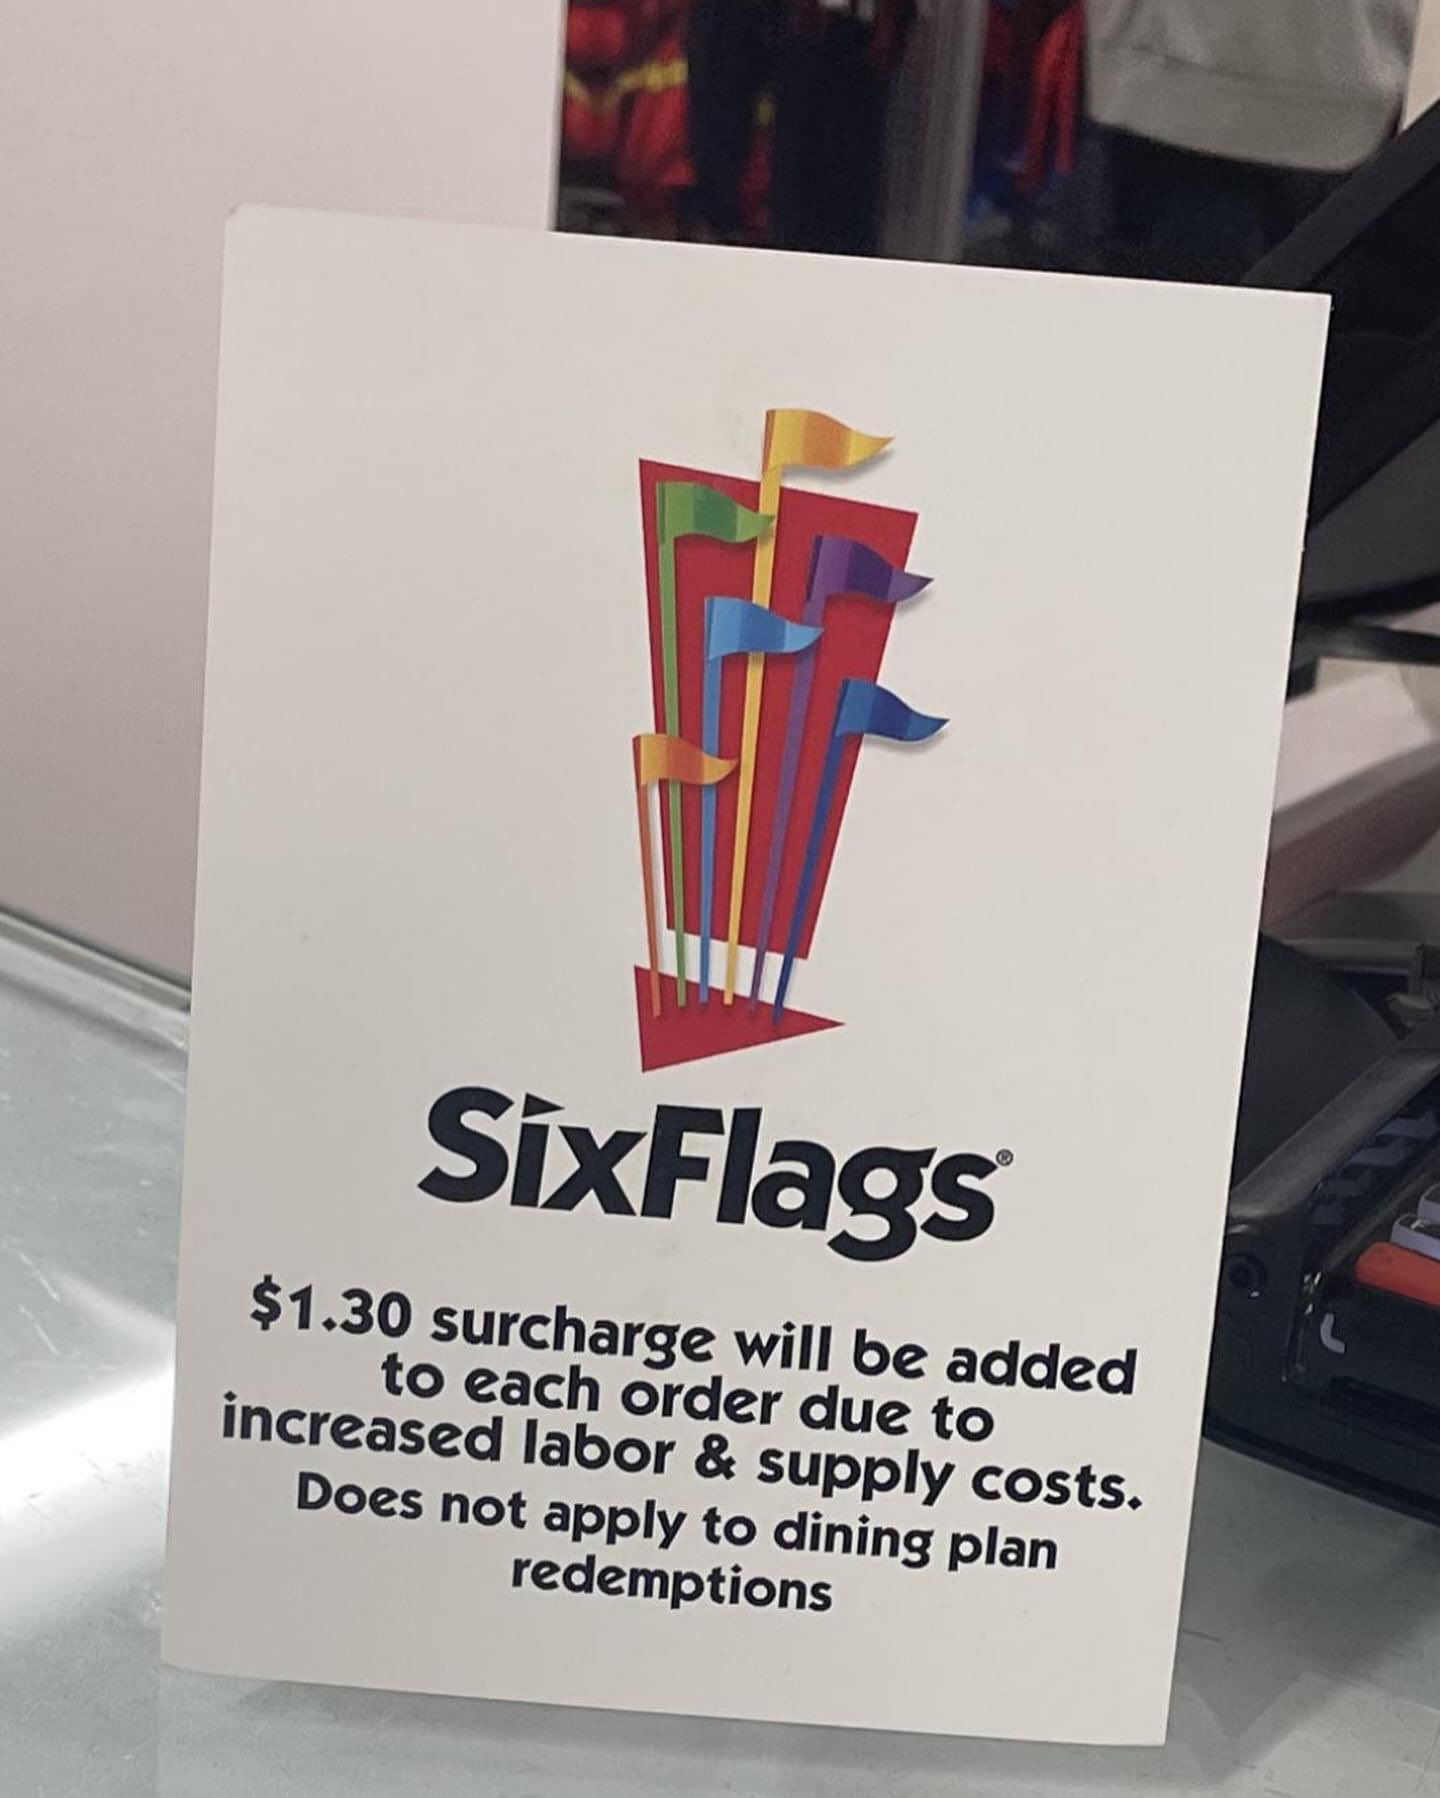 SixFlags®
$1.30 surcharge will be added
to each order due to
increased labor & supply costs.
Does not apply to dining plan
redemptions